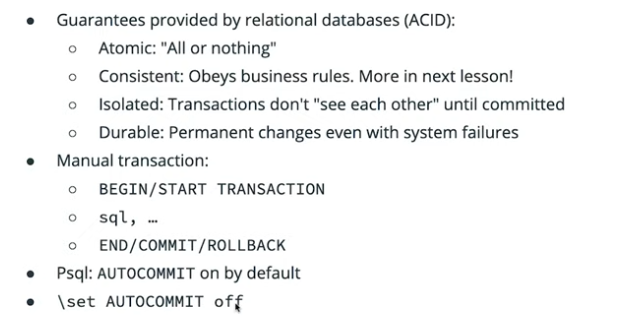 • Guarantees provided by relational databases (ACID):
○ Atomic: "All or nothing"
○ Consistent: Obeys business rules. More in next lesson!
○ Isolated: Transactions don't "see each other" until committed
○ Durable: Permanent changes even with system failures
• Manual transaction:
○ BEGIN/START TRANSACTION
○ sql, …
○ END/COMMIT/ROLLBACK
• Psql: AUTOCOMMIT on by default
• \set AUTOCOMMIT off